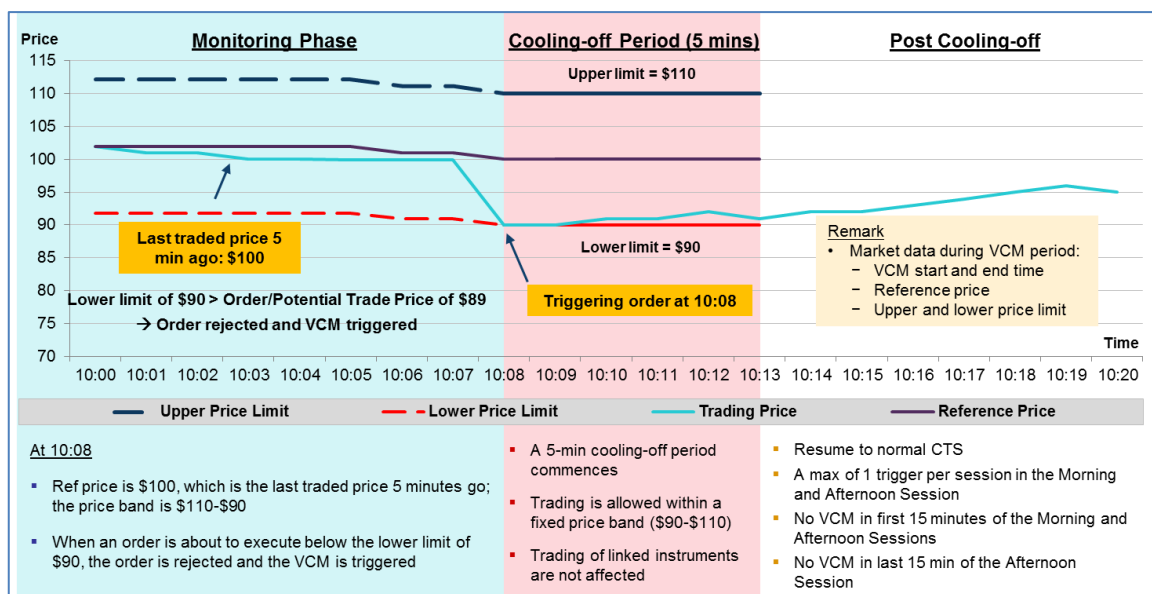 Price
Monitoring Phase
Cooling-off Period (5 mins)
Post Cooling-off
115
110
105
100
95
90
85
80
75
70
Upper limit = $110
Last traded price 5
min ago: $100
Lower limit = $90
Lower limit of $90 > Order/Potential Trade Price of $89
→ Order rejected and VCM triggered
Triggering order at 10:08
Remark
• Market data during VCM period:
− VCM start and end time
− Reference price
− Upper and lower price limit
Time
10:00 10:01 10:02 10:03 10:04 10:05 10:06 10:07 10:08 10:09 10:10 10:11 10:12 10:13 10:14 10:15 10:16 10:17 10:18 10:19 10:20
Upper Price Limit Lower Price Limit Trading Price Reference Price
At 10:08
▪ Ref price is $100, which is the last traded price 5 minutes go;
the price band is $110-$90
▪ When an order is about to execute below the lower limit of
$90, the order is rejected and the VCM is triggered
▪ A 5-min cooling-off period
commences
▪ Trading is allowed within a
fixed price band ($90-$110)
▪ Trading of linked instruments
are not affected
▪ Resume to normal CTS
▪ A max of 1 trigger per session in the Morning
and Afternoon Session
▪ No VCM in first 15 minutes of the Morning and
Afternoon Sessions
▪ No VCM in last 15 min of the Afternoon
Session